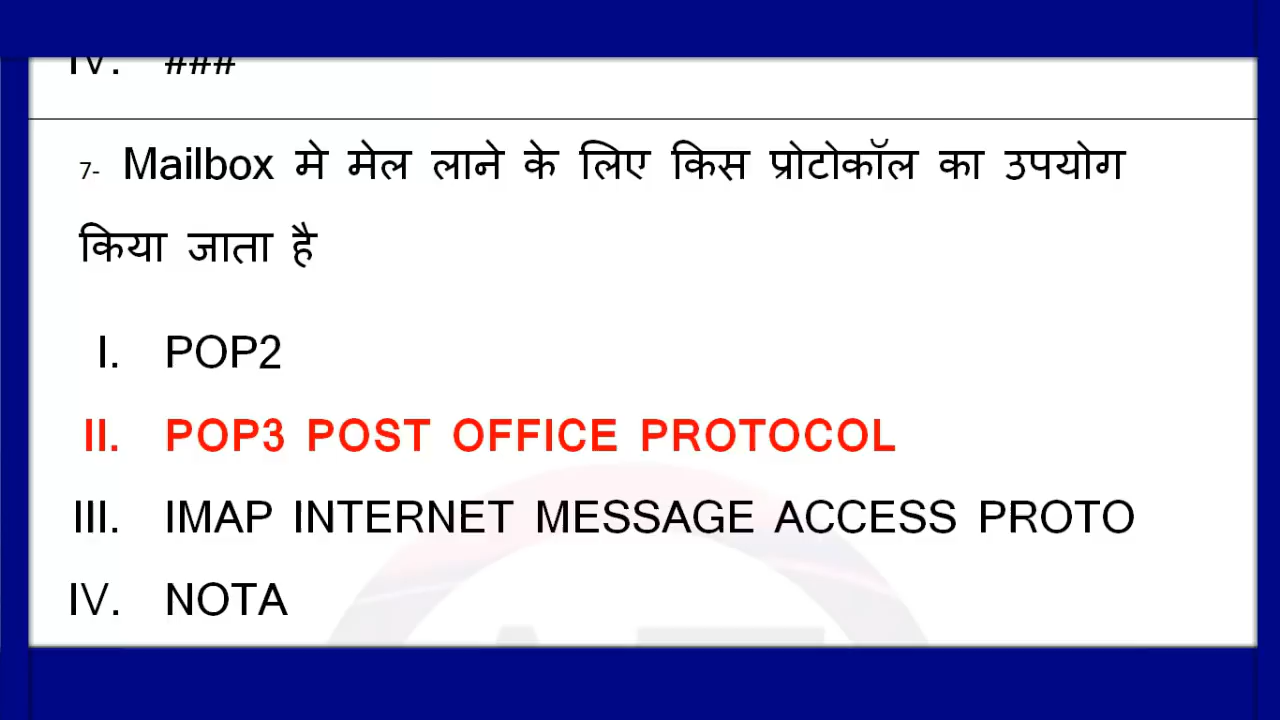 IV. ###
7- Mailbox मे मेल लाने के लिए किस प्रोटोकॉल का उपयोग
किया जाता है
I. POP2
II. POP3 POST OFFICE PROTOCOL
III. IMAP INTERNET MESSAGE ACCESS PROTO
IV. NOTA